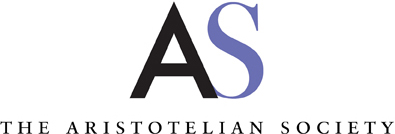 AS
THE ARISTOTELIAN SOCIETY